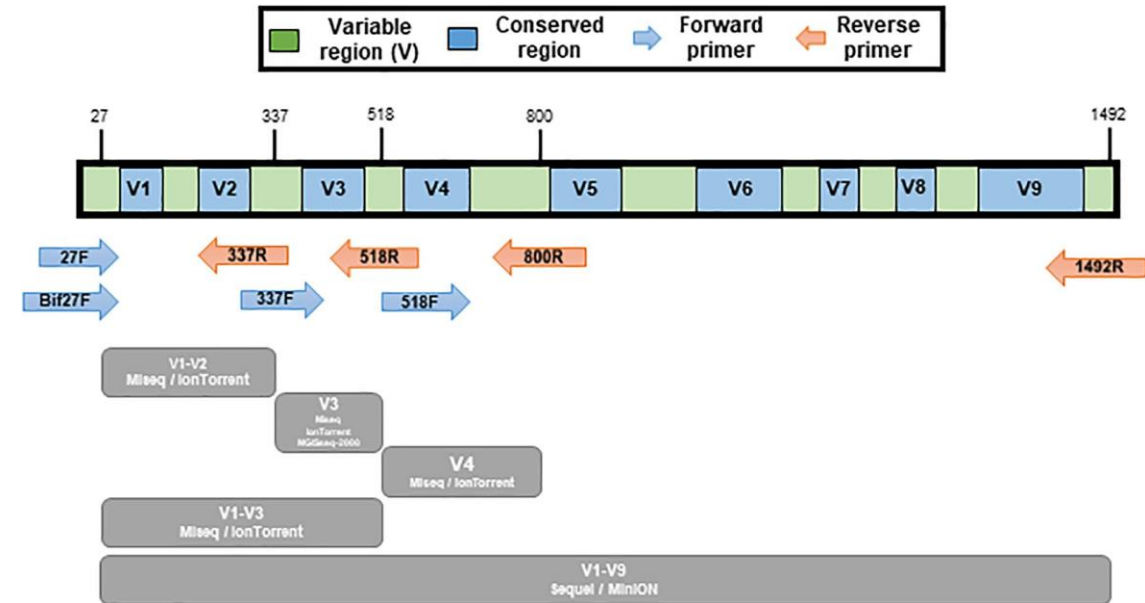 Variable
region (V)
Conserved
region
Forward
primer
Reverse
primer
27
337
518
800
1492
V1
V2
V3
V4
V5
V6
V7
V8
V9
27F
337R
518R
800R
1492R
Bif27F
337F
518F
V1-V2
Miseq / IonTorrent
V3
Miseq
IonTorrent
MGISeq-2000
V4
Miseq / IonTorrent
V1-V3
Miseq / IonTorrent
V1-V9
Sequel / MinION